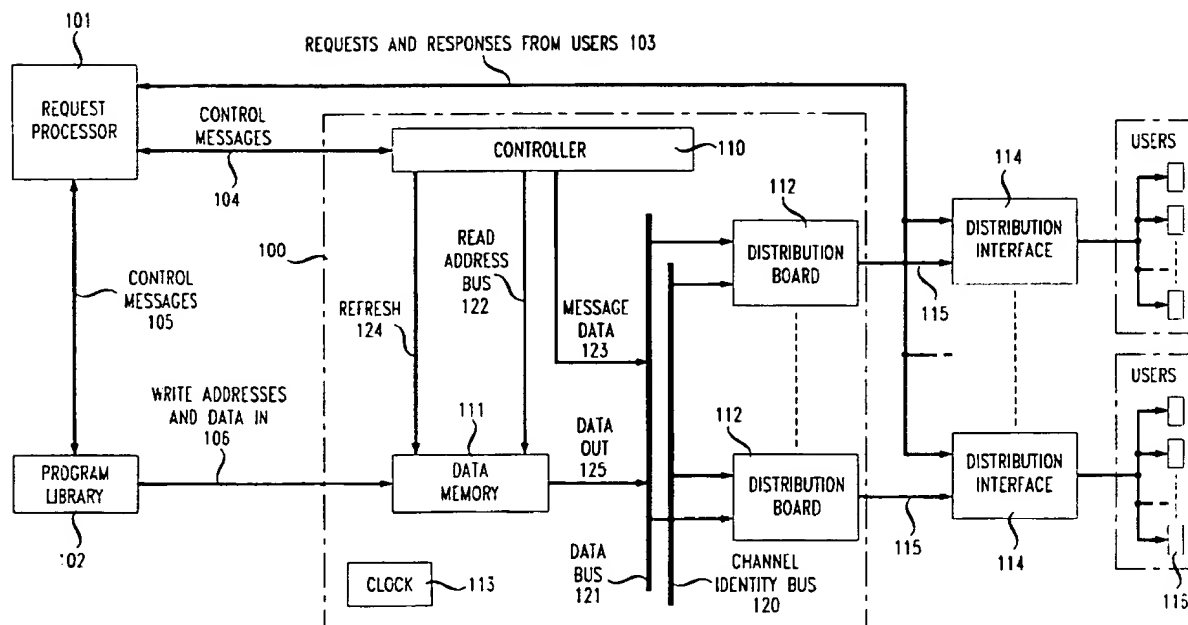 101
REQUESTS AND RESPONSES FROM USERS 103
REQUEST
PROCESSOR
CONTROL
MESSAGES
104
CONTROLLER
110
USERS
114
DISTRIBUTION
INTERFACE
112
DISTRIBUTION
BOARD
115
100
READ
ADDRESS
BUS
122
REFRESH
124
MESSAGE
DATA
123
CONTROL
MESSAGES
105
WRITE ADDRESSES
AND DATA IN
106
111
DATA
MEMORY
DATA
OUT
125
112
DISTRIBUTION
BOARD
115
USERS
DISTRIBUTION
INTERFACE
114
116
PROGRAM
LIBRARY
102
CLOCK
113
DATA
BUS
121
CHANNEL
IDENTITY BUS
120